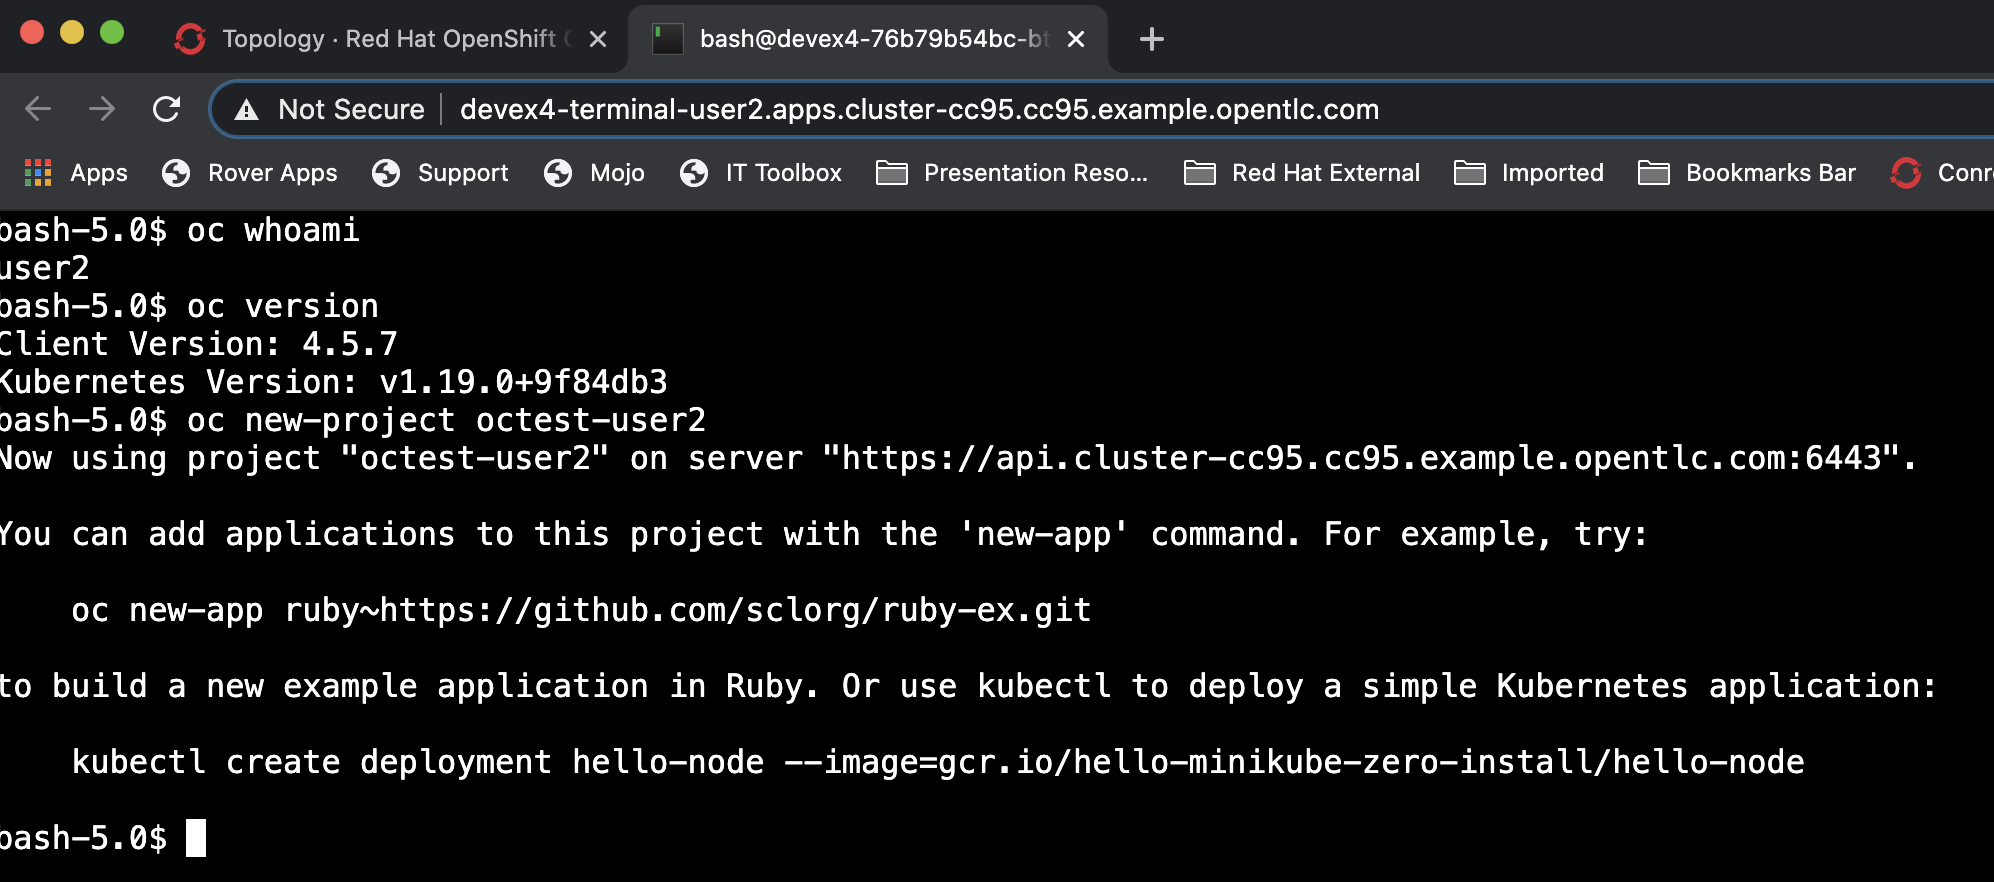 Topology · Red Hat OpenShift
bash@devex4-76b79b54bc-bt
Not Secure devex4-terminal-user2.apps.cluster-cc95.cc95.example.opentlc.com
Apps Rover Apps Support Mojo IT Toolbox Presentation Reso... Red Hat External Imported Bookmarks Bar Conr
bash-5.0$ oc whoami
user2
bash-5.0$ oc version
Client Version: 4.5.7
Kubernetes Version: v1.19.0+9f84db3
bash-5.0$ oc new-project octest-user2
Now using project "octest-user2" on server "https://api.cluster-cc95.cc95.example.opentlc.com:6443".
You can add applications to this project with the 'new-app' command. For example, try:
oc new-app ruby~https://github.com/sclorg/ruby-ex.git
to build a new example application in Ruby. Or use kubectl to deploy a simple Kubernetes application:
kubectl create deployment hello-node --image=gcr.io/hello-minikube-zero-install/hello-node
bash-5.0$